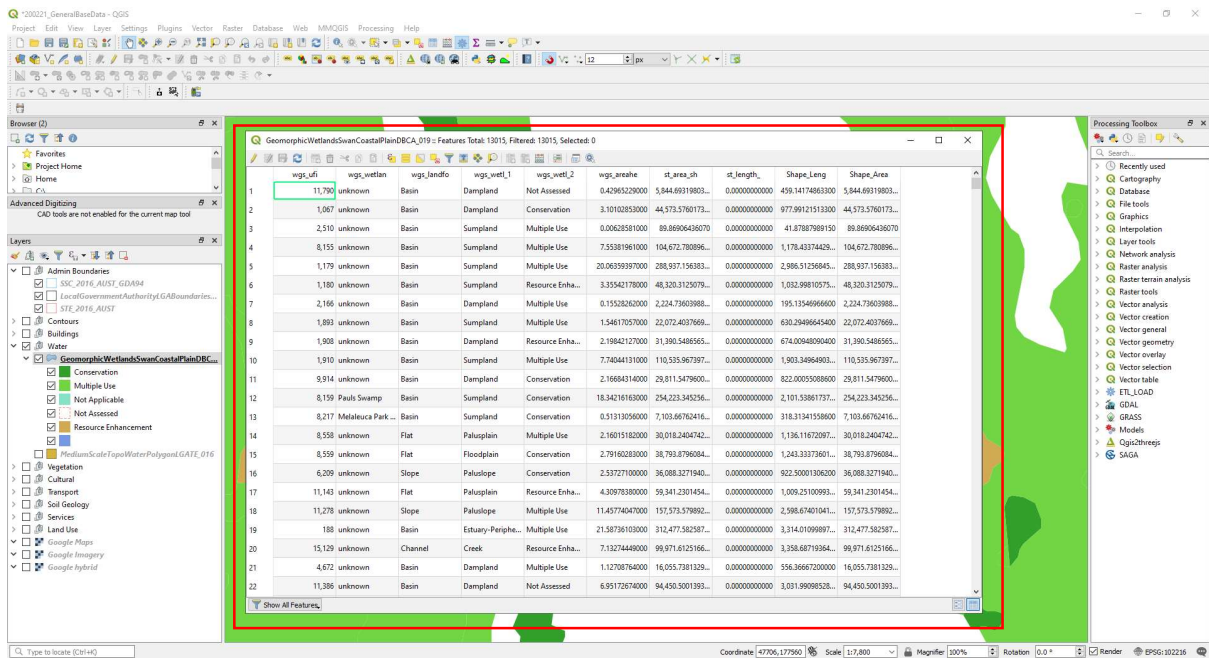 *200221_GeneralBaseData - QGIS
Project Edit View Layer Settings Plugins Vector Raster Database Web MMQGIS Processing Help
12 px
Browser (2)
Favorites
Project Home
Home
C:\
Advanced Digitizing
CAD tools are not enabled for the current map tool
Layers
Admin Boundaries
SSC_2016_AUST_GDA94
LocalGovernmentAuthorityLGABoundaries...
STE_2016_AUST
Contours
Buildings
Water
GeomorphicWetlandsSwanCoastalPlainDBC...
Conservation
Multiple Use
Not Applicable
Not Assessed
Resource Enhancement
MediumScaleTopoWaterPolygonLGATE_016
Vegetation
Cultural
Transport
Soil Geology
Services
Land Use
Google Maps
Google Imagery
Google hybrid
GeomorphicWetlandsSwanCoastalPlainDBCA_019 :: Features Total: 13015, Filtered: 13015, Selected: 0
wgs_ufi wgs_wetlan wgs_landfo wgs_wetl_1 wgs_wetl_2 wgs_areahe st_area_sh st_length_ Shape_Leng Shape_Area
1 11,790 unknown Basin Dampland Not Assessed 0.42965229000 5,844.69319803... 0.00000000000 459.14174863300 5,844.69319803...
2 1,067 unknown Basin Dampland Conservation 3.10102853000 44,573.5760173... 0.00000000000 977.99121513300 44,573.5760173...
3 2,510 unknown Basin Sumpland Multiple Use 0.00628581000 89.86906436070 0.00000000000 41.87887989150 89.86906436070
4 8,155 unknown Basin Sumpland Multiple Use 7.55381961000 104,672.780896... 0.00000000000 1,178.43374429... 104,672.780896...
5 1,179 unknown Basin Sumpland Multiple Use 20.06359397000 288,937.156383... 0.00000000000 2,986.51256845... 288,937.156383...
6 1,180 unknown Basin Sumpland Resource Enha... 3.35542178000 48,320.3125079... 0.00000000000 1,032.99810575... 48,320.3125079...
7 2,166 unknown Basin Dampland Multiple Use 0.15528262000 2,224.73603988... 0.00000000000 195.13546966600 2,224.73603988...
8 1,893 unknown Basin Sumpland Multiple Use 1.54617057000 22,072.4037669... 0.00000000000 630.29496645400 22,072.4037669...
9 1,908 unknown Basin Dampland Resource Enha... 2.19842127000 31,390.5486565... 0.00000000000 674.00948090400 31,390.5486565...
10 1,910 unknown Basin Sumpland Multiple Use 7.74044131000 110,535.967397... 0.00000000000 1,903.34964903... 110,535.967397...
11 9,914 unknown Basin Dampland Conservation 2.16684314000 29,811.5479600... 0.00000000000 822.00055088600 29,811.5479600...
12 8,159 Pauls Swamp Basin Sumpland Conservation 18.34216163000 254,223.345256... 0.00000000000 2,101.53861737... 254,223.345256...
13 8,217 Melaleuca Park ... Basin Sumpland Conservation 0.51313056000 7,103.66762416... 0.00000000000 318.31341558600 7,103.66762416...
14 8,558 unknown Flat Palusplain Multiple Use 2.16015182000 30,018.2404742... 0.00000000000 1,136.11672097... 30,018.2404742...
15 8,559 unknown Flat Floodplain Conservation 2.79160283000 38,793.8796084... 0.00000000000 1,243.33373601... 38,793.8796084...
16 6,209 unknown Slope Paluslope Conservation 2.53727100000 36,088.3271940... 0.00000000000 922.50001306200 36,088.3271940...
17 11,143 unknown Flat Palusplain Resource Enha... 4.30978380000 59,341.2301454... 0.00000000000 1,009.25100993... 59,341.2301454...
18 11,278 unknown Slope Paluslope Multiple Use 11.45774047000 157,573.579892... 0.00000000000 2,598.67401041... 157,573.579892...
19 188 unknown Basin Estuary-Periphe... Multiple Use 21.58736103000 312,477.582587... 0.00000000000 3,314.01099897... 312,477.582587...
20 15,129 unknown Channel Creek Resource Enha... 7.13274449000 99,971.6125166... 0.00000000000 3,358.68719364... 99,971.6125166...
21 4,672 unknown Basin Dampland Multiple Use 1.12708764000 16,055.7381329... 0.00000000000 556.36667200000 16,055.7381329...
22 11,386 unknown Basin Dampland Not Assessed 6.95172674000 94,450.5001393... 0.00000000000 3,031.99098528... 94,450.5001393...
Show All Features
Processing Toolbox
Search...
Recently used
Cartography
Database
File tools
Graphics
Interpolation
Layer tools
Network analysis
Raster analysis
Raster terrain analysis
Raster tools
Vector analysis
Vector creation
Vector general
Vector geometry
Vector overlay
Vector selection
Vector table
ETL_LOAD
GDAL
GRASS
Models
Qgis2threejs
SAGA
Type to locate (Ctrl+K) Coordinate 47706,177560 Scale 1:7,800 Magnifier 100% Rotation 0.0 ° Render EPSG:102216